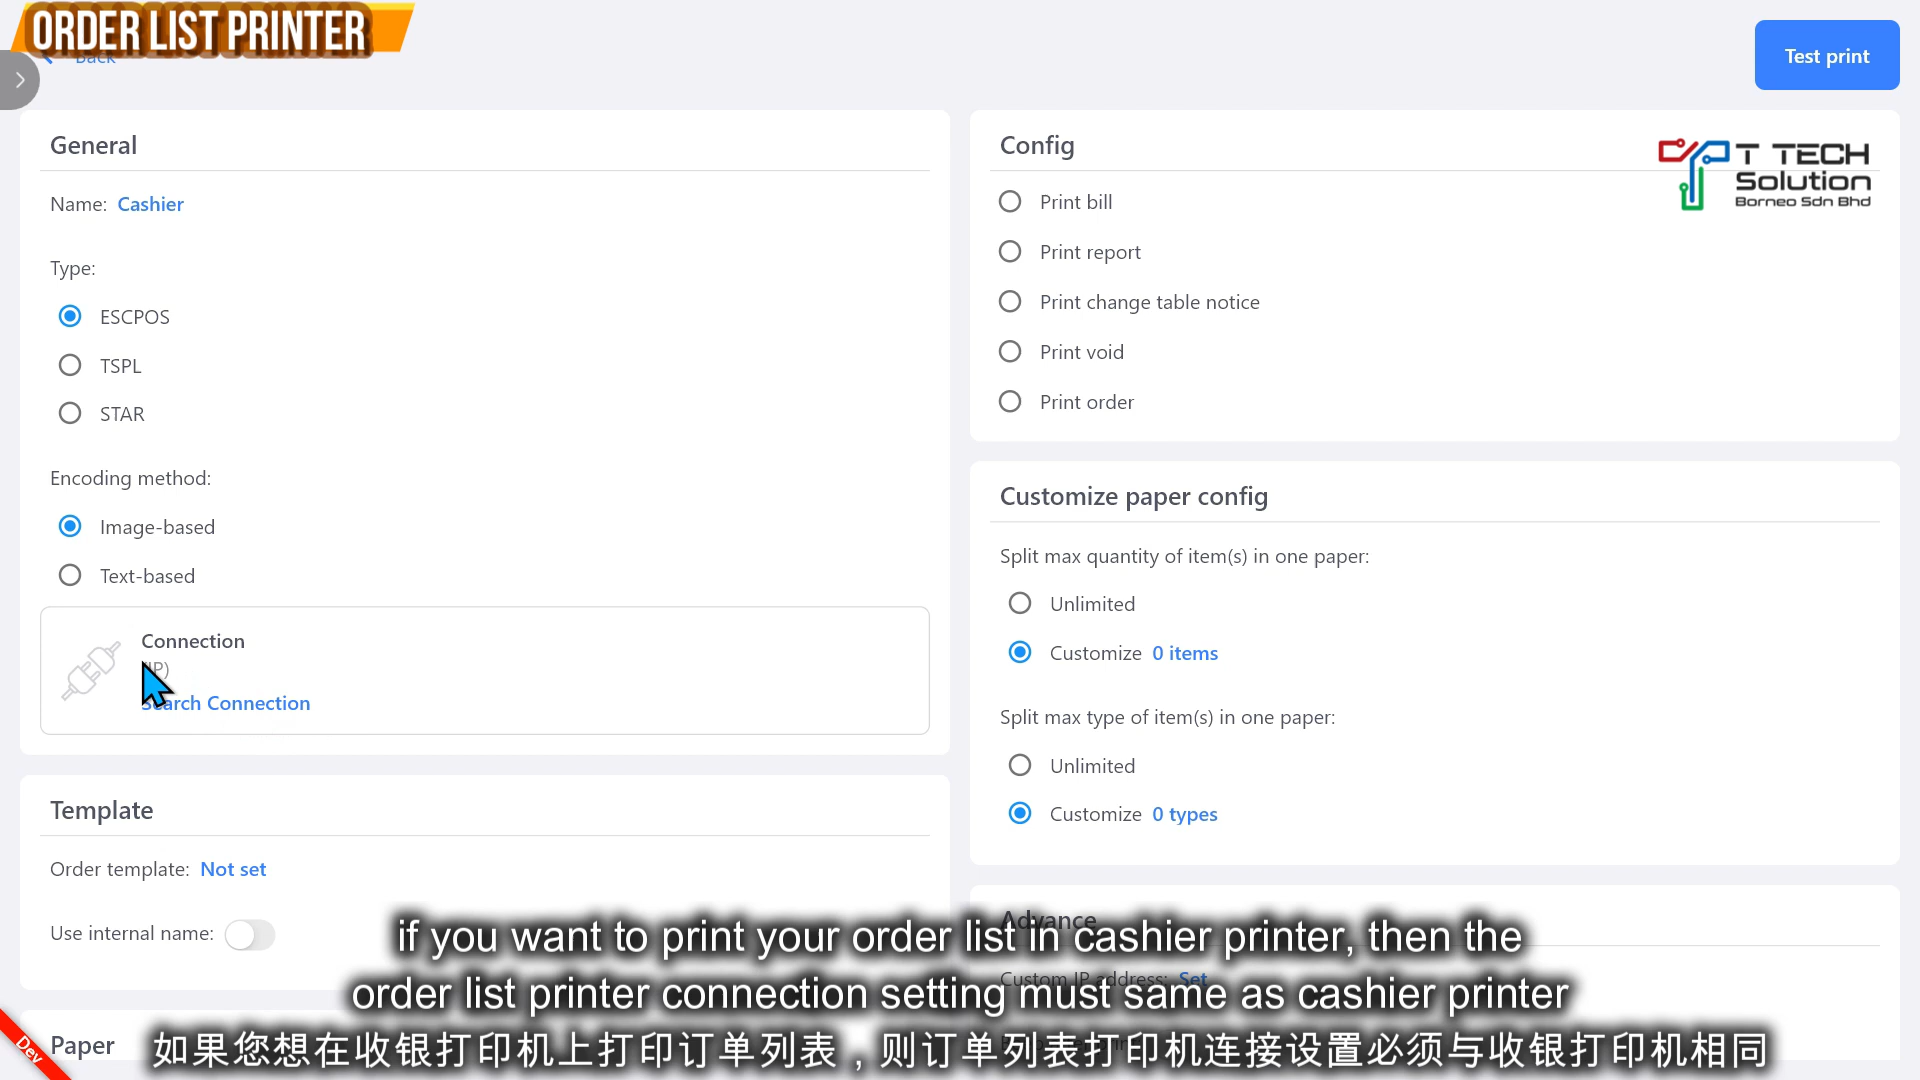 ORDER LIST PRINTER
Back
Test print
General
Name: Cashier
Type:
ESCPOS
TSPL
STAR
Encoding method:
Image-based
Text-based
Connection
(IP)
Search Connection
Template
Order template: Not set
Use internal name:
Paper
Dev
Config
T TECH
Solution
Borneo Sdn Bhd
Print bill
Print report
Print change table notice
Print void
Print order
Customize paper config
Split max quantity of item(s) in one paper:
Unlimited
Customize 0 items
Split max type of item(s) in one paper:
Unlimited
Customize 0 types
Advance
Custom IP address: Set
if you want to print your order list in cashier printer, then the
order list printer connection setting must same as cashier printer
如果您想在收银打印机上打印订单列表，则订单列表打印机连接设置必须与收银打印机相同